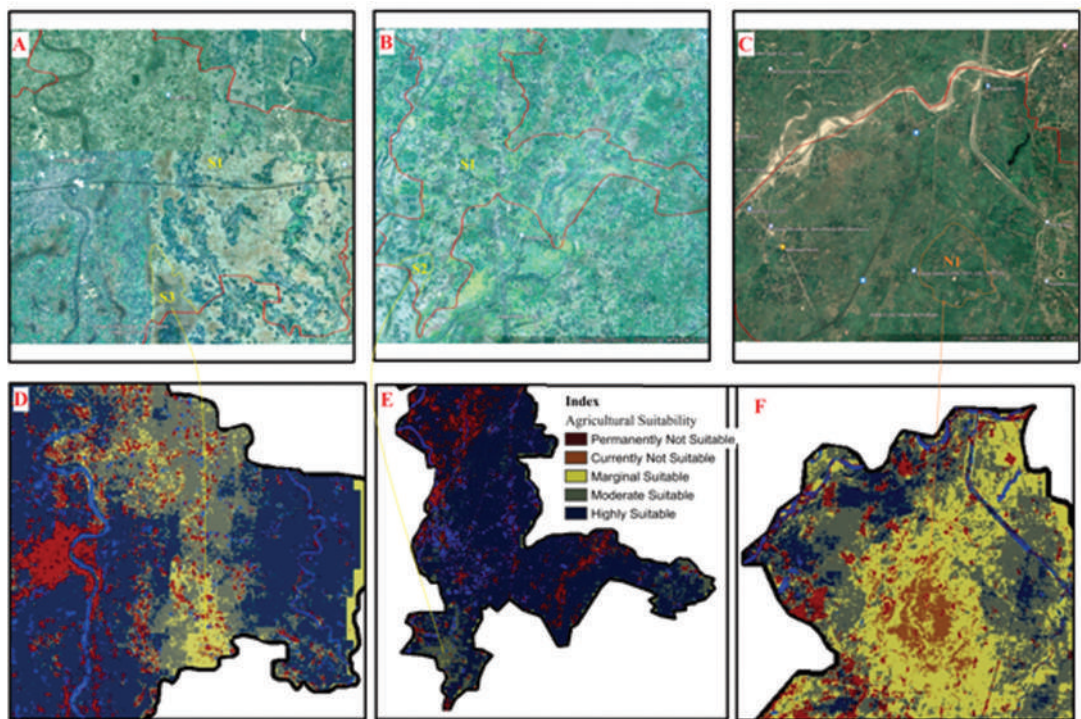 A
B
C
S1
S1
S3
S2
N1
D
E
F
Index
Agricultural Suitability
Permanently Not Suitable
Currently Not Suitable
Marginal Suitable
Moderate Suitable
Highly Suitable